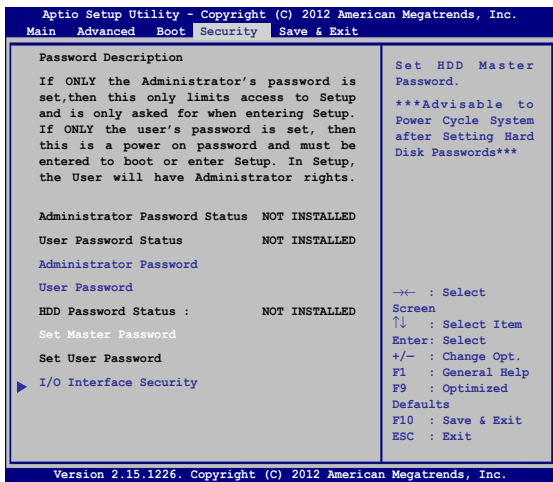 Aptio Setup Utility - Copyright (C) 2012 American Megatrends, Inc.
Main Advanced Boot Security Save & Exit
Password Description
If ONLY the Administrator's password is
set,then this only limits access to Setup
and is only asked for when entering Setup.
If ONLY the user's password is set, then
this is a power on password and must be
entered to boot or enter Setup. In Setup,
the User will have Administrator rights.
Administrator Password Status NOT INSTALLED
User Password Status NOT INSTALLED
Administrator Password
User Password
HDD Password Status : NOT INSTALLED
Set Master Password
Set User Password
I/O Interface Security
Set HDD Master
Password.
***Advisable to
Power Cycle System
after Setting Hard
Disk Passwords***
→← : Select
Screen
↑↓ : Select Item
Enter: Select
+/— : Change Opt.
F1 : General Help
F9 : Optimized
Defaults
F10 : Save & Exit
ESC : Exit
Version 2.15.1226. Copyright (C) 2012 American Megatrends, Inc.